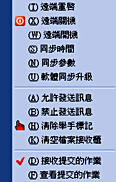 (I) 遠端重啓
(X) 遠端關機
(W) 遠端開機
(S) 同步時間
(N) 同步參數
(U) 軟體同步升級
(A) 允許發送訊息
(B) 禁止發送訊息
(H) 清除舉手標記
(K) 清空檔案接收櫃
(D) 接收提交的作業
(F) 查看提交的作業